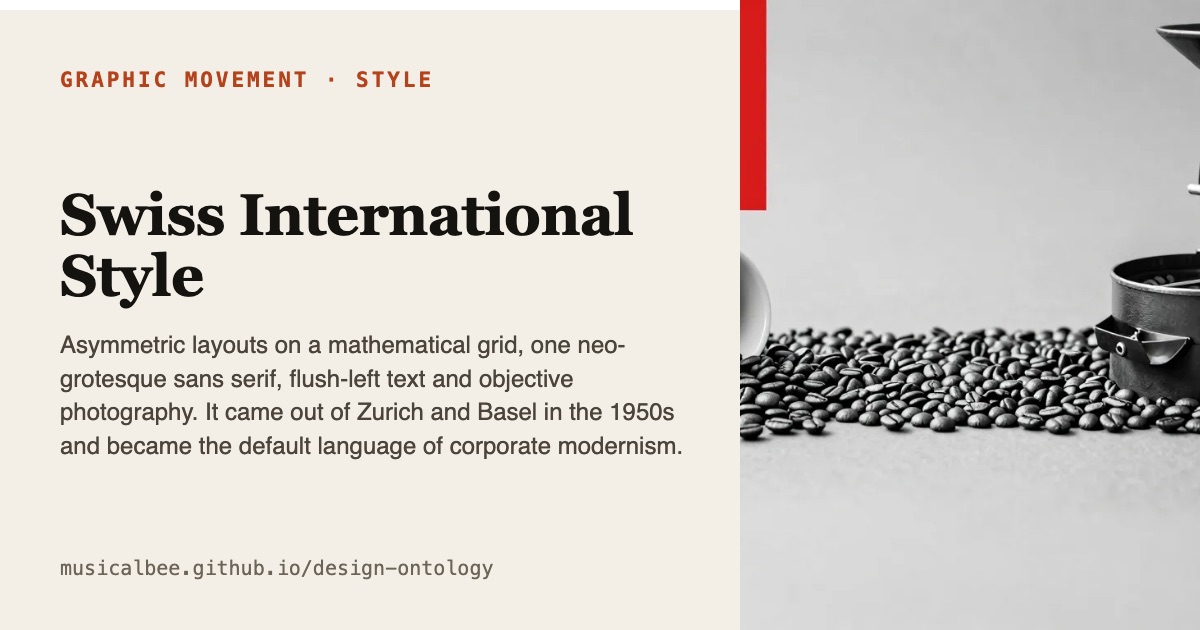 GRAPHIC MOVEMENT · STYLE
Swiss International
Style
Asymmetric layouts on a mathematical grid, one neo-
grotesque sans serif, flush-left text and objective
photography. It came out of Zurich and Basel in the 1950s
and became the default language of corporate modernism.
musicalbee.github.io/design-ontology